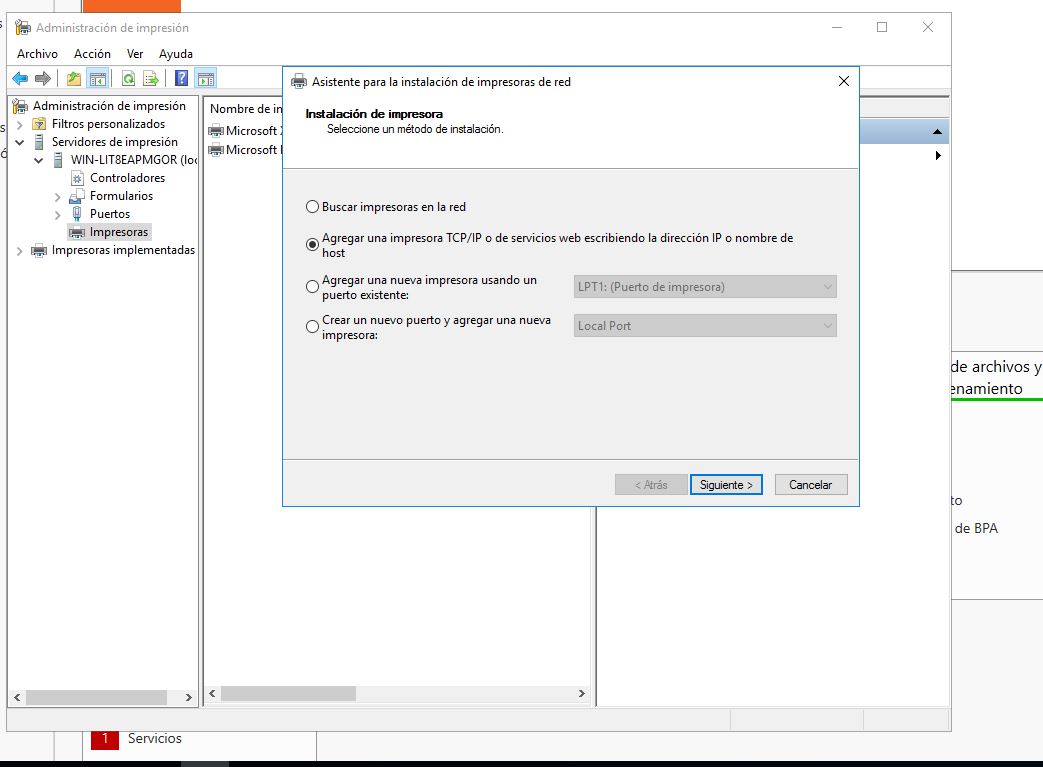 Administración de impresión
Archivo Acción Ver Ayuda
Administración de impresión
Filtros personalizados
Servidores de impresión
WIN-LIT8EAPMGOR (loc
Controladores
Formularios
Puertos
Impresoras
Impresoras implementadas
Nombre de in
Microsoft
Microsoft
Asistente para la instalación de impresoras de red
Instalación de impresora
Seleccione un método de instalación.
Buscar impresoras en la red
Agregar una impresora TCP/IP o de servicios web escribiendo la dirección IP o nombre de
host
Agregar una nueva impresora usando un
puerto existente:
LPT1: (Puerto de impresora)
Crear un nuevo puerto y agregar una nueva
impresora:
Local Port
< Atrás
Siguiente >
Cancelar
de archivos y
enamiento
to
de BPA
1 Servicios